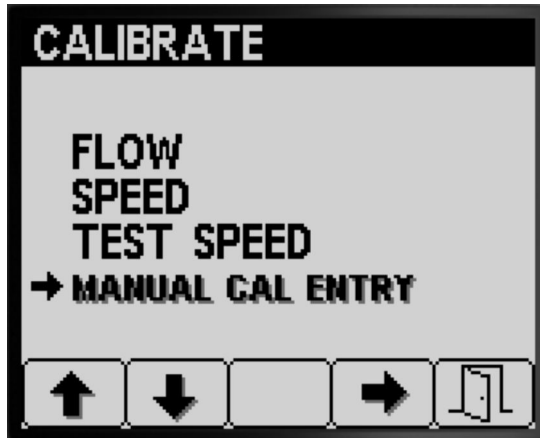 CALIBRATE
FLOW
SPEED
TEST SPEED
MANUAL CAL ENTRY